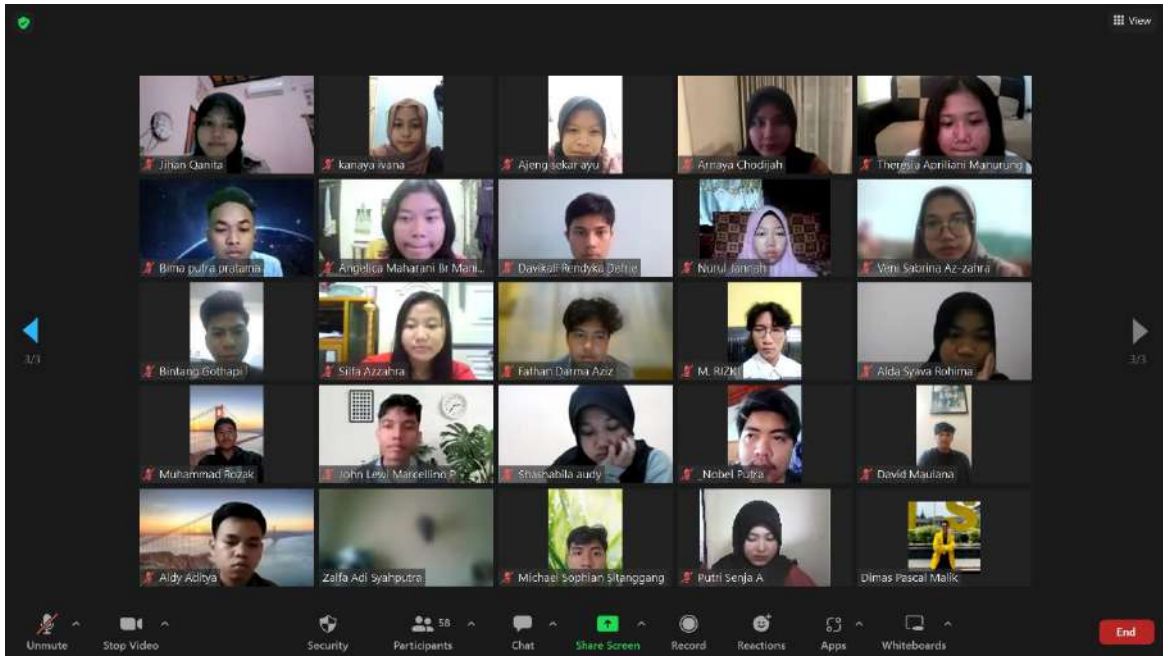 View
Jihan Qanita
kanaya ivana
Ajeng sekar ayu
Arnaya Chodijah
Theresia Apriliani Manurung
Bima putra pratama
Angelica Maharani Br Mani...
Davikall Rendyka Defrie
Nurul Jannah
Veni Sabrina Az-zahra
3/3
3/3
Bintang Gothapi
Silfa Azzahra
Fathan Darma Aziz
M. RIZKI
Alda Syawa Rohima
Muhammad Rozak
John Lewi Marcellino P
Shashabila audy
_Nobel Putra
David Maulana
Aldy Aditya
Zalfa Adi Syahputra
Michael Sophian Sitanggang
Putri Senja A
Dimas Pascal Malik
Unmute
Stop Video
Security
58
Participants
Chat
Share Screen
Record
Reactions
Apps
Whiteboards
End